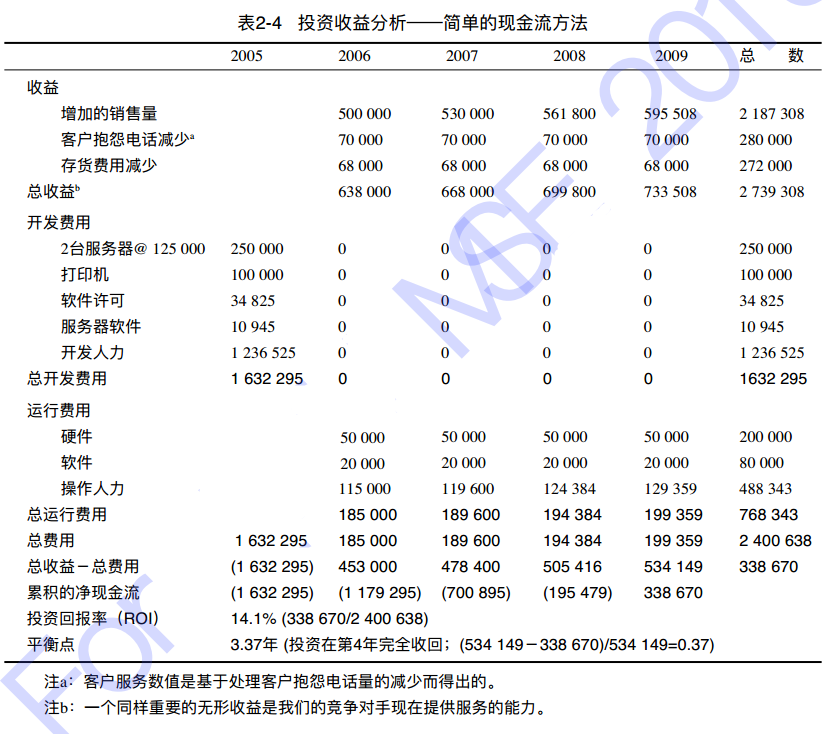 表2-4 投资收益分析——简单的现金流方法
2005 2006 2007 2008 2009 总 数
收益
增加的销售量 500 000 530 000 561 800 595 508 2 187 308
客户抱怨电话减少a 70 000 70 000 70 000 70 000 280 000
存货费用减少 68 000 68 000 68 000 68 000 272 000
总收益b 638 000 668 000 699 800 733 508 2 739 308
开发费用
2台服务器@ 125 000 250 000 0 0 0 0 250 000
打印机 100 000 0 0 0 0 100 000
软件许可 34 825 0 0 0 0 34 825
服务器软件 10 945 0 0 0 0 10 945
开发人力 1 236 525 0 0 0 0 1 236 525
总开发费用 1 632 295 0 0 0 0 1632 295
运行费用
硬件 50 000 50 000 50 000 50 000 200 000
软件 20 000 20 000 20 000 20 000 80 000
操作人力 115 000 119 600 124 384 129 359 488 343
总运行费用 185 000 189 600 194 384 199 359 768 343
总费用 1 632 295 185 000 189 600 194 384 199 359 2 400 638
总收益－总费用 (1 632 295) 453 000 478 400 505 416 534 149 338 670
累积的净现金流 (1 632 295) (1 179 295) (700 895) (195 479) 338 670
投资回报率（ROI） 14.1% (338 670/2 400 638)
平衡点 3.37年 (投资在第4年完全收回；(534 149－338 670)/534 149=0.37)
注a：客户服务数值是基于处理客户抱怨电话量的减少而得出的。
注b：一个同样重要的无形收益是我们的竞争对手现在提供服务的能力。
For MSF 201